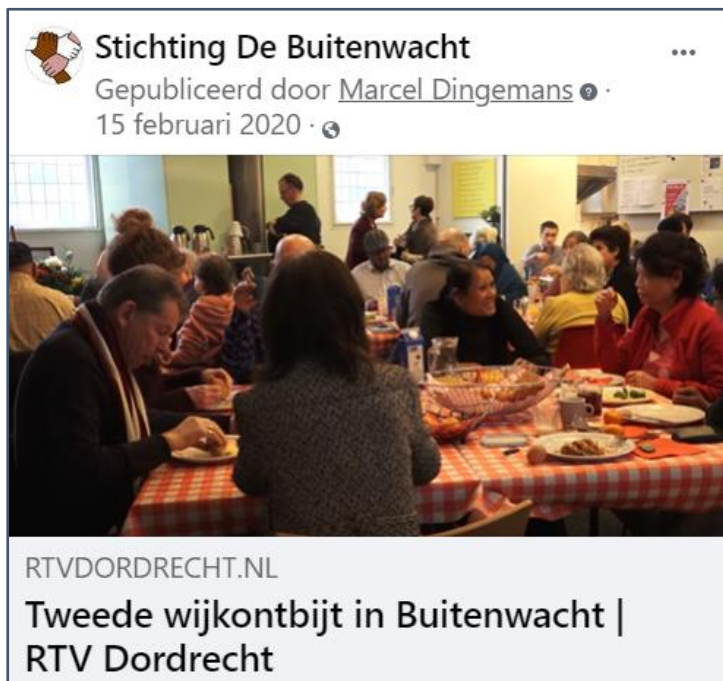 Stichting De Buitenwacht
Gepubliceerd door Marcel Dingemans ·
15 februari 2020 ·
RTVDORDRECHT.NL
Tweede wijkontbijt in Buitenwacht |
RTV Dordrecht